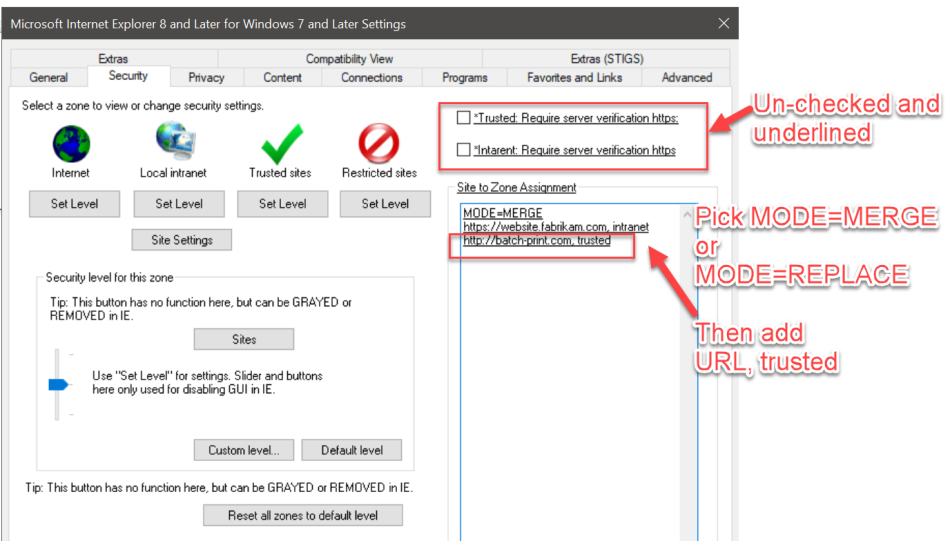 Microsoft Internet Explorer 8 and Later for Windows 7 and Later Settings
Extras
Compatibility View
Extras (STIGS)
General
Security
Privacy
Content
Connections
Programs
Favorites and Links
Advanced
Select a zone to view or change security settings.
Internet
Local intranet
Trusted sites
Restricted sites
Set Level
Set Level
Set Level
Set Level
Site Settings
Security level for this zone
Tip: This button has no function here, but can be GRAYED or
REMOVED in IE.
Sites
Use "Set Level" for settings. Slider and buttons
here only used for disabling GUI in IE.
Custom level...
Default level
Tip: This button has no function here, but can be GRAYED or REMOVED in IE.
Reset all zones to default level
*Trusted: Require server verification https:
*Intarent: Require server verification https
Site to Zone Assignment
MODE=MERGE
https://website.fabrikam.com, intranet
http://batch-print.com, trusted
Un-checked and
underlined
Pick MODE=MERGE
or
MODE=REPLACE
Then add
URL, trusted